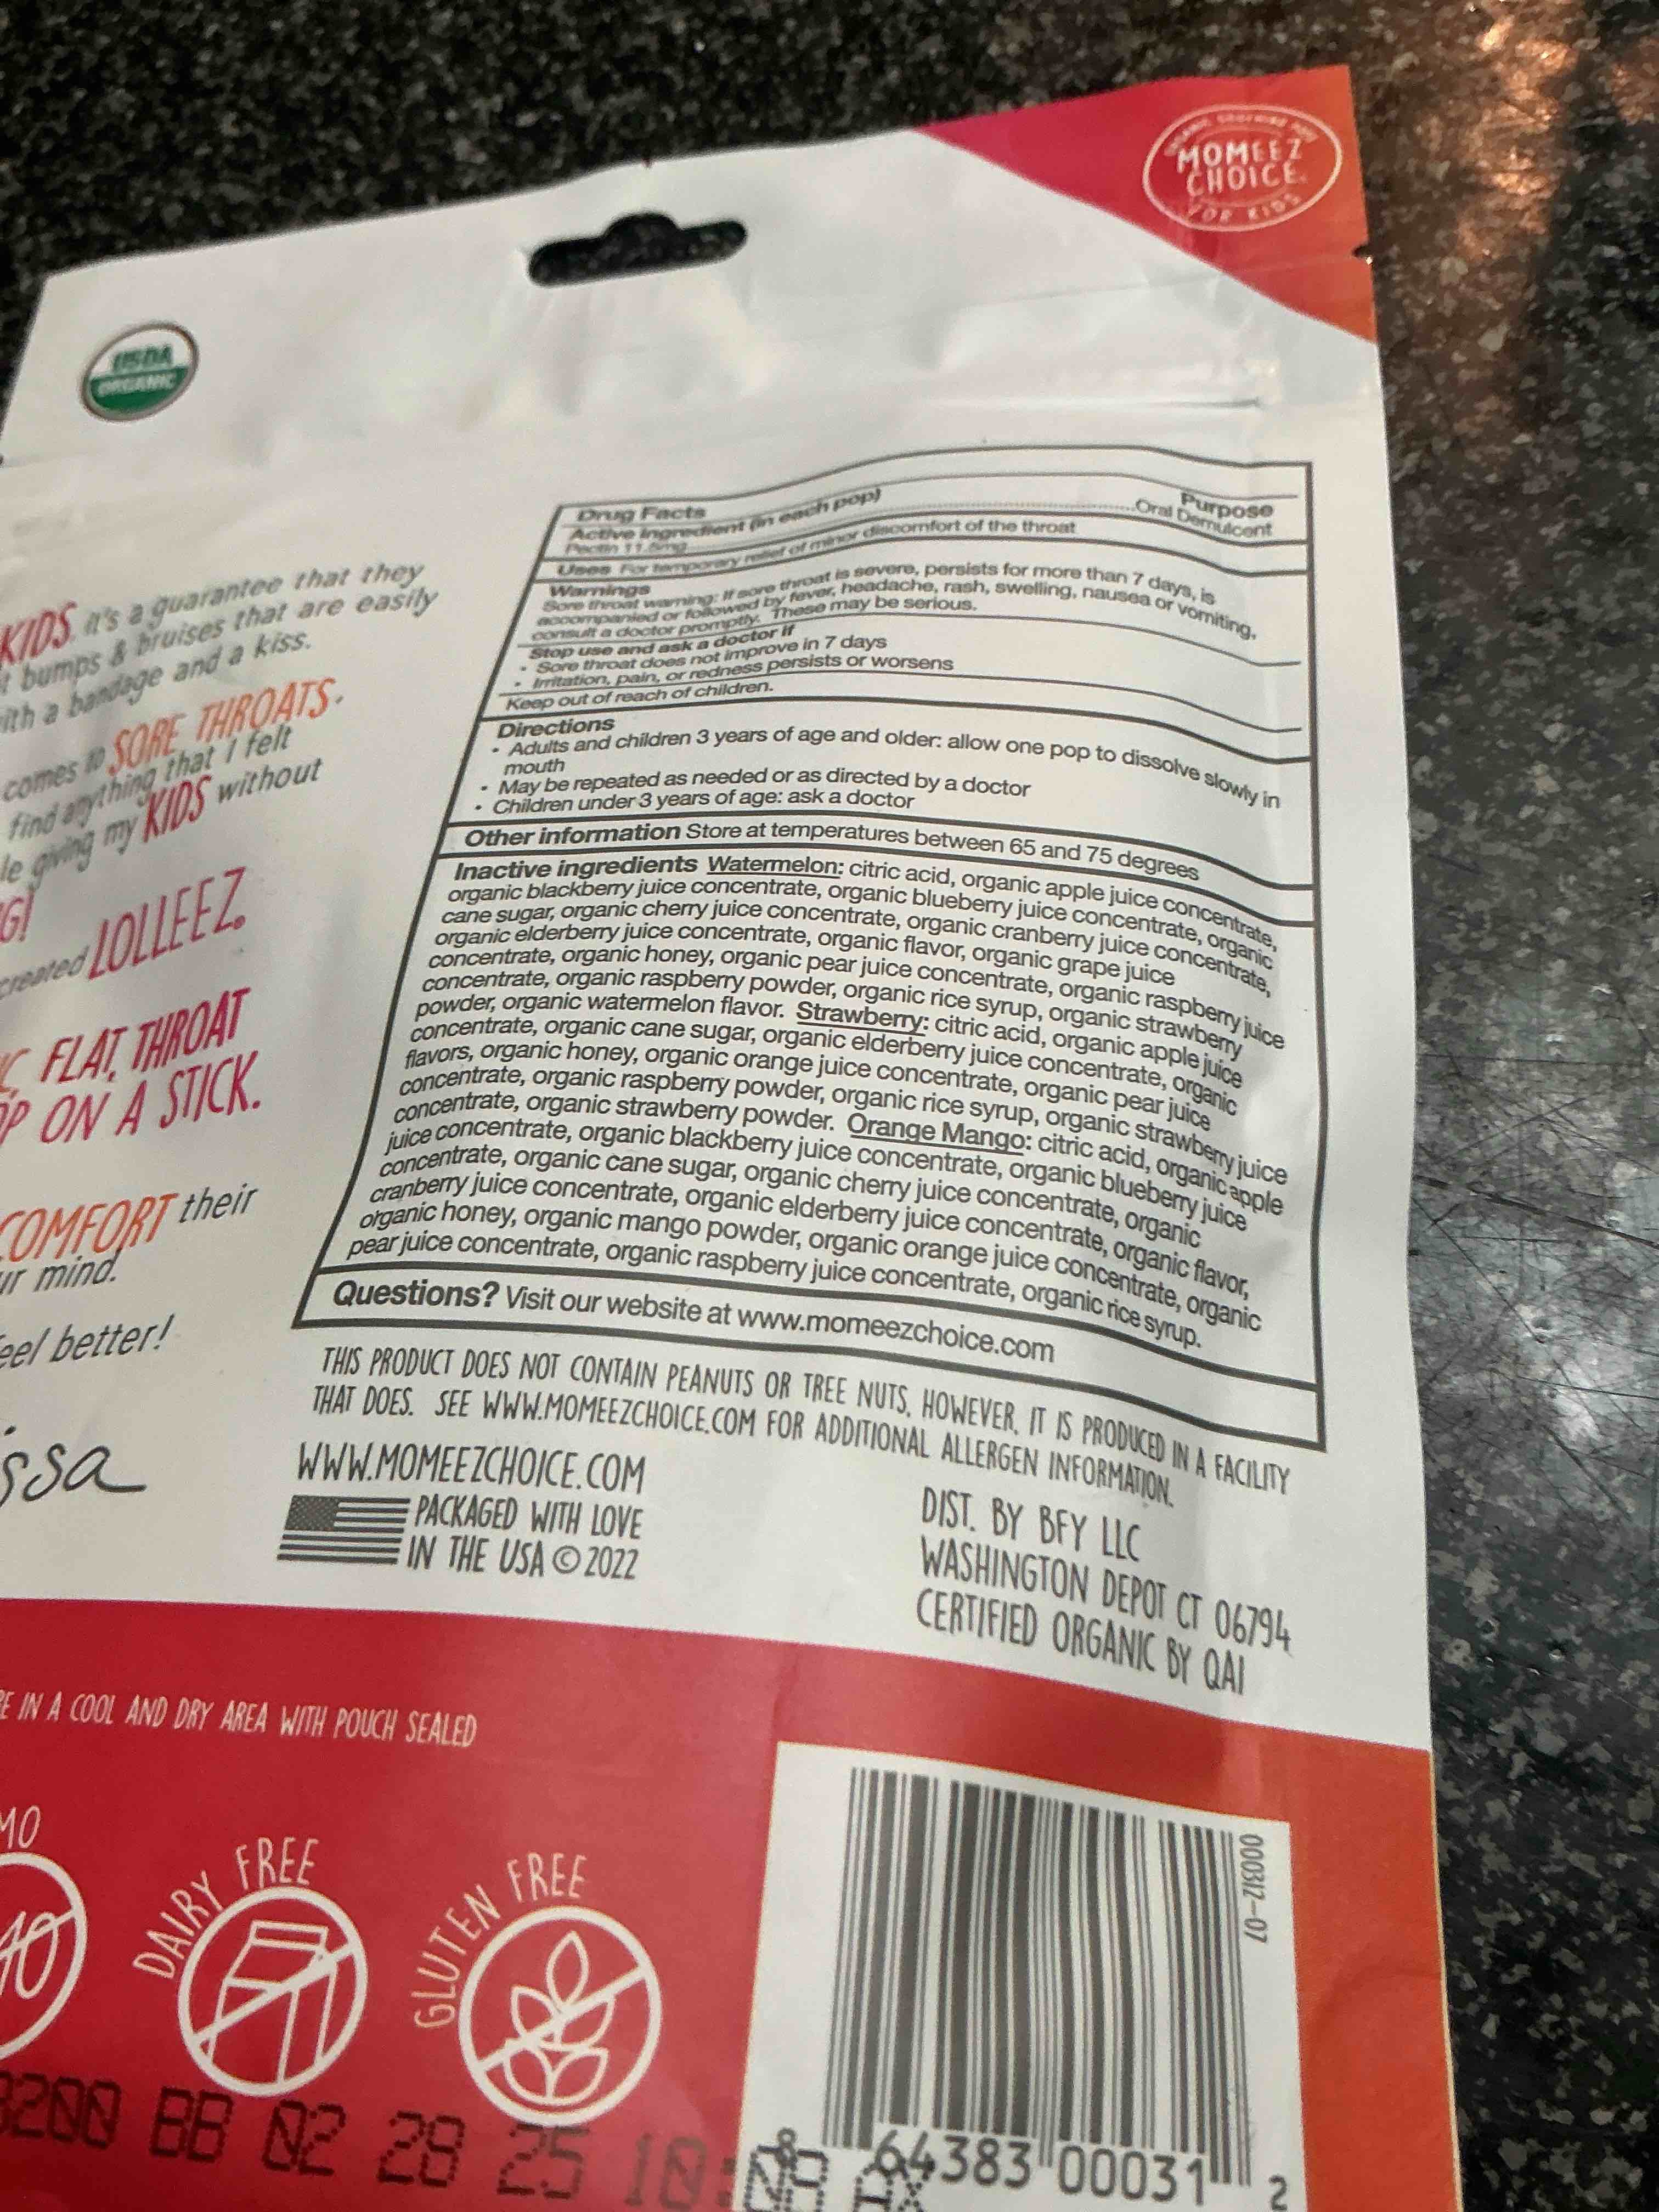 MOMEEZ
CHOICE
FOR KIDS
USDA
ORGANIC
KIDS. it's a guarantee that they
bumps & bruises that are easily
with a bandage and a kiss.
comes to SORE THROATS.
find anything that I felt
giving my KIDS without
created LOLLEEZ.
FLAT, THROAT
ON A STICK.
COMFORT their
mind.
feel better!
Drug Facts
Active ingredient (in each pop)
Purpose
Pectin 11.5mg
Oral Demulcent
Uses For temporary relief of minor discomfort of the throat
Warnings
Sore throat warning: If sore throat is severe, persists for more than 7 days, is
accompanied or followed by fever, headache, rash, swelling, nausea or vomiting,
consult a doctor promptly. These may be serious.
Stop use and ask a doctor if
• Sore throat does not improve in 7 days
• Irritation, pain, or redness persists or worsens
Keep out of reach of children.
Directions
• Adults and children 3 years of age and older: allow one pop to dissolve slowly in
mouth
• May be repeated as needed or as directed by a doctor
• Children under 3 years of age: ask a doctor
Other information Store at temperatures between 65 and 75 degrees
Inactive ingredients Watermelon: citric acid, organic apple juice concentrate,
organic blackberry juice concentrate, organic blueberry juice concentrate, organic
cane sugar, organic cherry juice concentrate, organic cranberry juice concentrate,
organic elderberry juice concentrate, organic flavor, organic grape juice
concentrate, organic honey, organic pear juice concentrate, organic raspberry juice
concentrate, organic raspberry powder, organic rice syrup, organic strawberry
powder, organic watermelon flavor. Strawberry: citric acid, organic apple juice
concentrate, organic cane sugar, organic elderberry juice concentrate, organic
flavors, organic honey, organic orange juice concentrate, organic pear juice
concentrate, organic raspberry powder, organic rice syrup, organic strawberry juice
concentrate, organic strawberry powder. Orange Mango: citric acid, organic apple
juice concentrate, organic blackberry juice concentrate, organic blueberry juice
concentrate, organic cane sugar, organic cherry juice concentrate, organic
cranberry juice concentrate, organic elderberry juice concentrate, organic flavor,
organic honey, organic mango powder, organic orange juice concentrate, organic
pear juice concentrate, organic raspberry juice concentrate, organic rice syrup.
Questions? Visit our website at www.momeezchoice.com
THIS PRODUCT DOES NOT CONTAIN PEANUTS OR TREE NUTS, HOWEVER, IT IS PRODUCED IN A FACILITY
THAT DOES. SEE WWW.MOMEEZCHOICE.COM FOR ADDITIONAL ALLERGEN INFORMATION.
WWW.MOMEEZCHOICE.COM
PACKAGED WITH LOVE
IN THE USA © 2022
DIST. BY BFY LLC
WASHINGTON DEPOT CT 06794
CERTIFIED ORGANIC BY QAI
IN A COOL AND DRY AREA WITH POUCH SEALED
DAIRY FREE
GLUTEN FREE
000312-07
3200 BB 02 28 25 10:09 AX
8 64383 00031 2